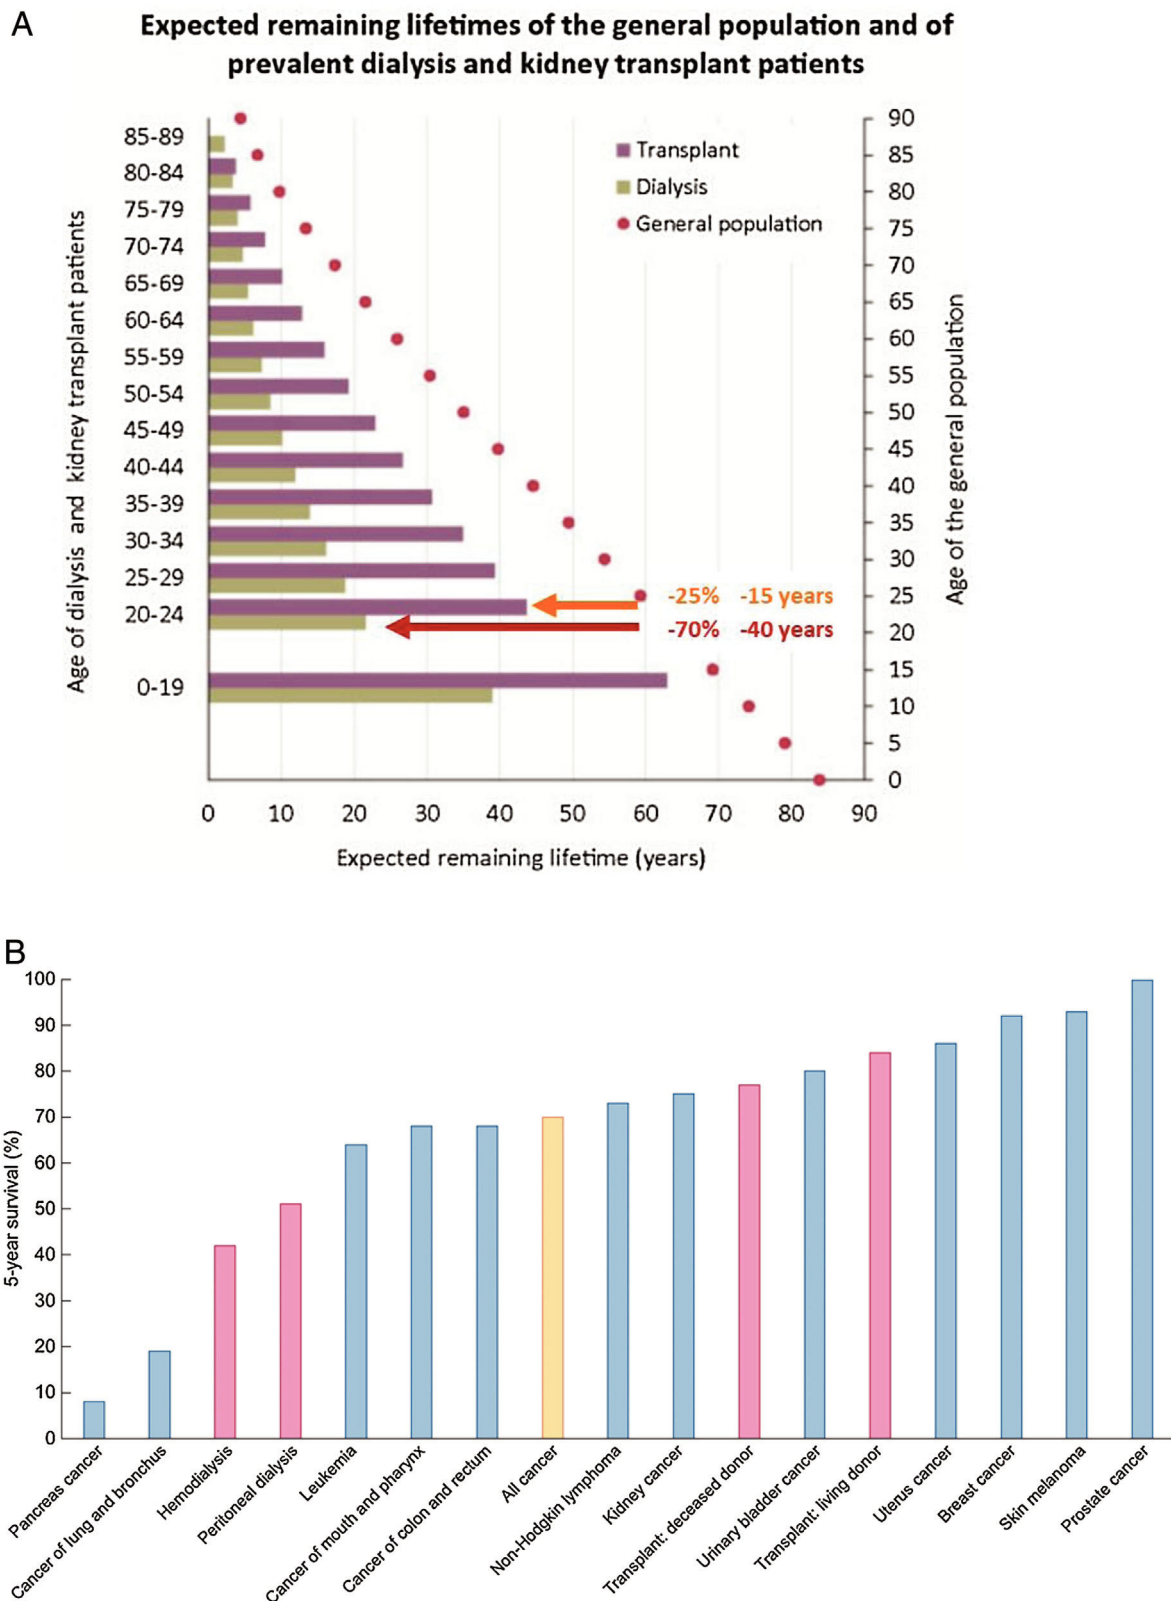 A
Expected remaining lifetimes of the general population and of
prevalent dialysis and kidney transplant patients
Age of dialysis and kidney transplant patients
85-89
80-84
75-79
70-74
65-69
60-64
55-59
50-54
45-49
40-44
35-39
30-34
25-29
20-24
0-19
Transplant
Dialysis
General population
-25% -15 years
-70% -40 years
90
85
80
75
70
65
60
55
50
45
40
35
30
25
20
15
10
5
0
Age of the general population
0 10 20 30 40 50 60 70 80 90
Expected remaining lifetime (years)
B
5-year survival (%)
100
90
80
70
60
50
40
30
20
10
0
Pancreas cancer
Cancer of lung and bronchus
Hemodialysis
Peritoneal dialysis
Leukemia
Cancer of mouth and pharynx
Cancer of colon and rectum
All cancer
Non-Hodgkin lymphoma
Kidney cancer
Transplant: deceased donor
Urinary bladder cancer
Transplant: living donor
Uterus cancer
Breast cancer
Skin melanoma
Prostate cancer